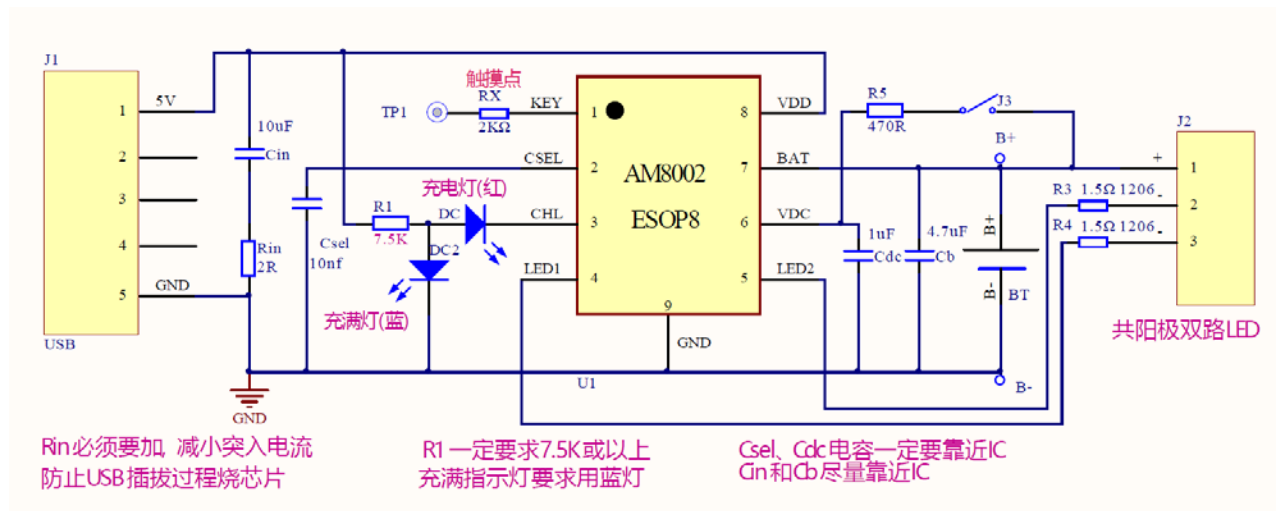 J1
1
5V
2
3
4
5
GND
USB
10uF
Cin
Rin
2R
GND
触摸点
TP1
RX
2KΩ
KEY
CSEL
充电灯(红)
R1
7.5K
DC
CHL
DC2
Csel
10nf
充满灯(蓝)
LED1
1
2
3
4
AM8002
ESOP8
8
7
6
5
9
GND
U1
VDD
BAT
VDC
LED2
R5
470R
J3
B+
1uF
Cdc
4.7uF
Cb
B+
B-
BT
B-
R3
1.5Ω 1206
-
R4
1.5Ω 1206
-
J2
+
1
2
3
共阳极双路LED
Rin必须要加, 减小突入电流
防止USB插拔过程烧芯片
R1 一定要求7.5K或以上
充满指示灯要求用蓝灯
Csel、Cdc 电容一定要靠近IC
Cin和Cb 尽量靠近IC